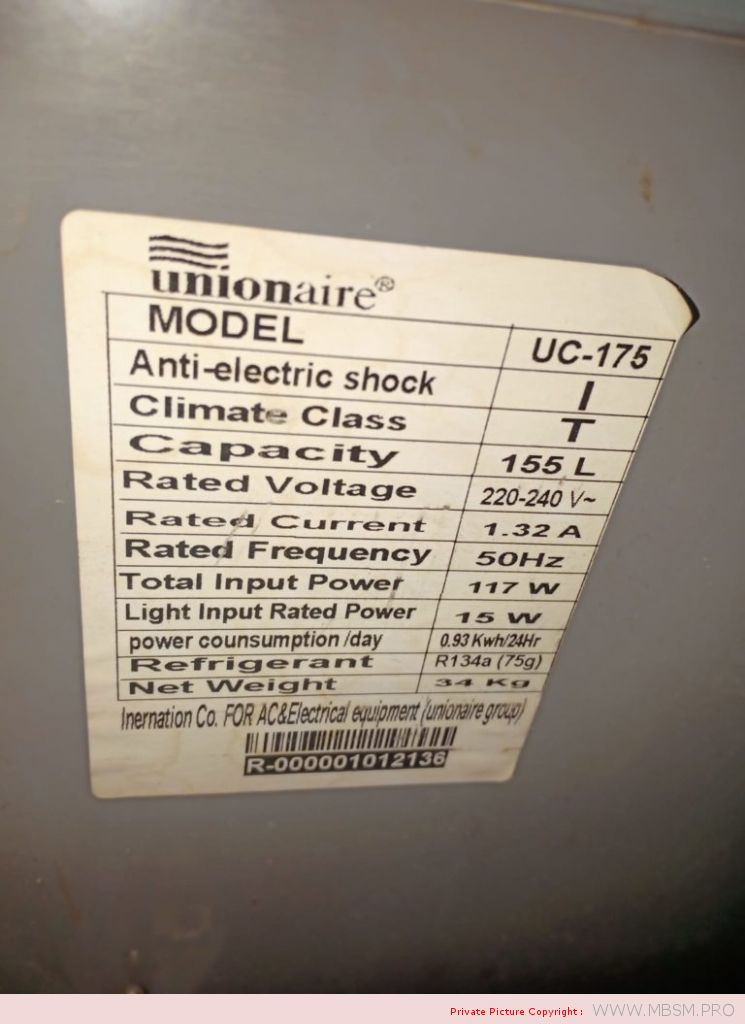 unionaire®
MODEL UC-175
Anti-electric shock I
Climate Class T
Capacity 155 L
Rated Voltage 220-240 V~
Rated Current 1.32 A
Rated Frequency 50Hz
Total Input Power 117 W
Light Input Rated Power 15 W
power counsumption /day 0.93 Kwh/24Hr
Refrigerant R134a (75g)
Net Weight 34 Kg
Inernation Co. FOR AC&Electrical equipment (unionaire group)
R-000001012136
Private Picture Copyright : WWW.MBSM.PRO